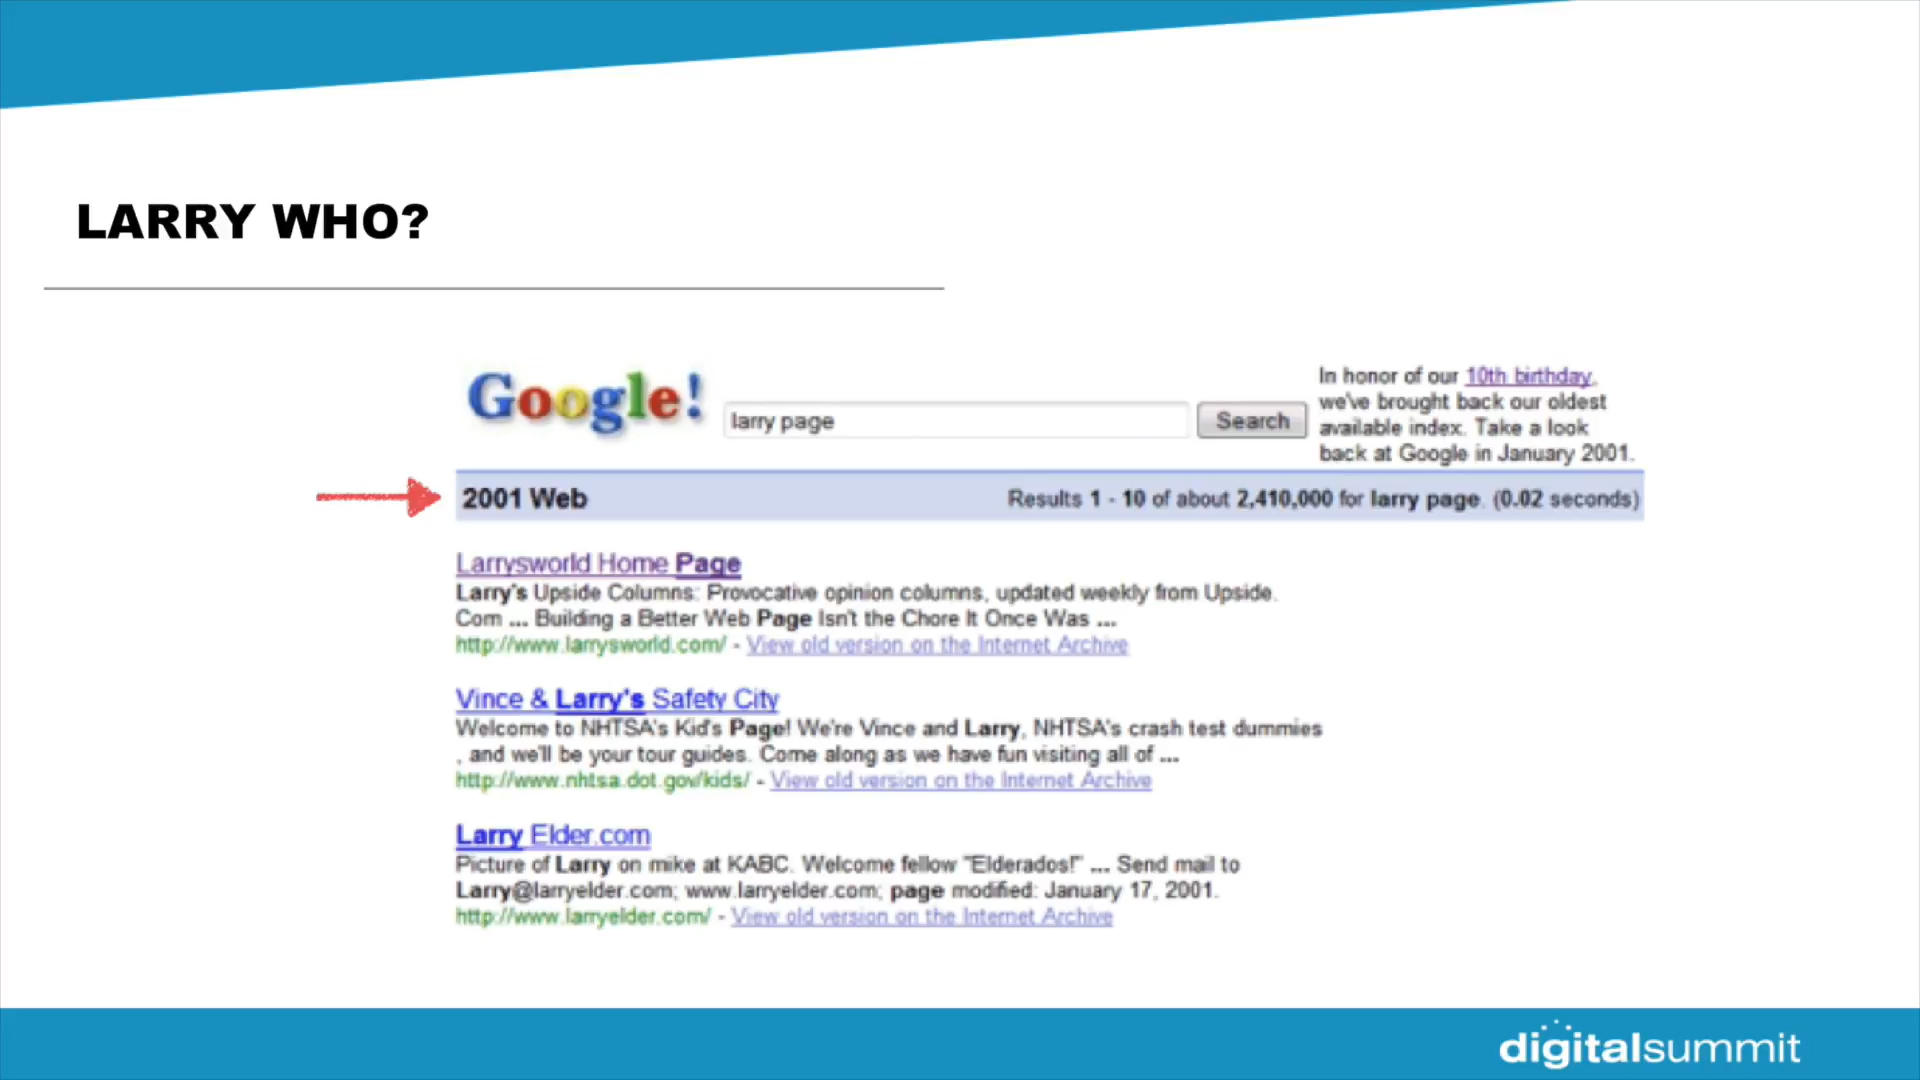 LARRY WHO?
Google!
larry page
Search
In honor of our 10th birthday,
we've brought back our oldest
available index. Take a look
back at Google in January 2001.
2001 Web
Results 1 - 10 of about 2,410,000 for larry page. (0.02 seconds)
Larrysworld Home Page
Larry's Upside Columns: Provocative opinion columns, updated weekly from Upside.
Com ... Building a Better Web Page Isn't the Chore It Once Was ...
http://www.larrysworld.com/ - View old version on the Internet Archive
Vince & Larry's Safety City
Welcome to NHTSA's Kid's Page! We're Vince and Larry, NHTSA's crash test dummies
, and we'll be your tour guides. Come along as we have fun visiting all of ...
http://www.nhtsa.dot.gov/kids/ - View old version on the Internet Archive
Larry Elder.com
Picture of Larry on mike at KABC. Welcome fellow "Elderados!" ... Send mail to
Larry@larryelder.com; www.larryelder.com; page modified: January 17, 2001.
http://www.larryelder.com/ - View old version on the Internet Archive
digitalsummit